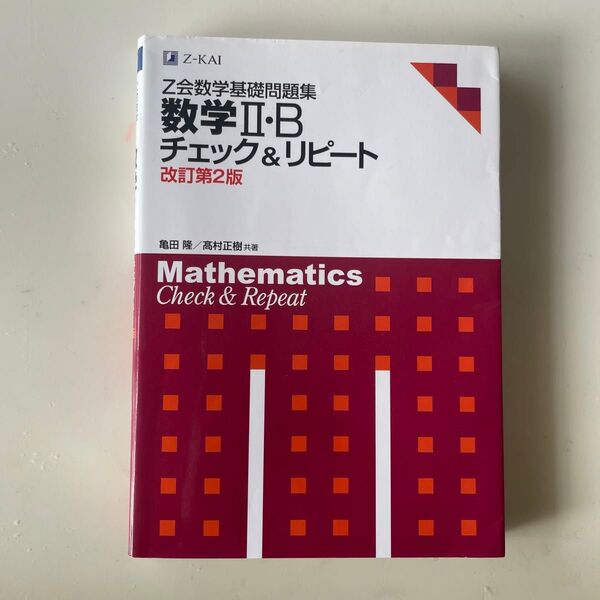 Z-KAI
Z会数学基礎問題集
数学Ⅱ・B
チェック&リピート
改訂第2版
亀田 隆／髙村正樹 共著
Mathematics
Check & Repeat